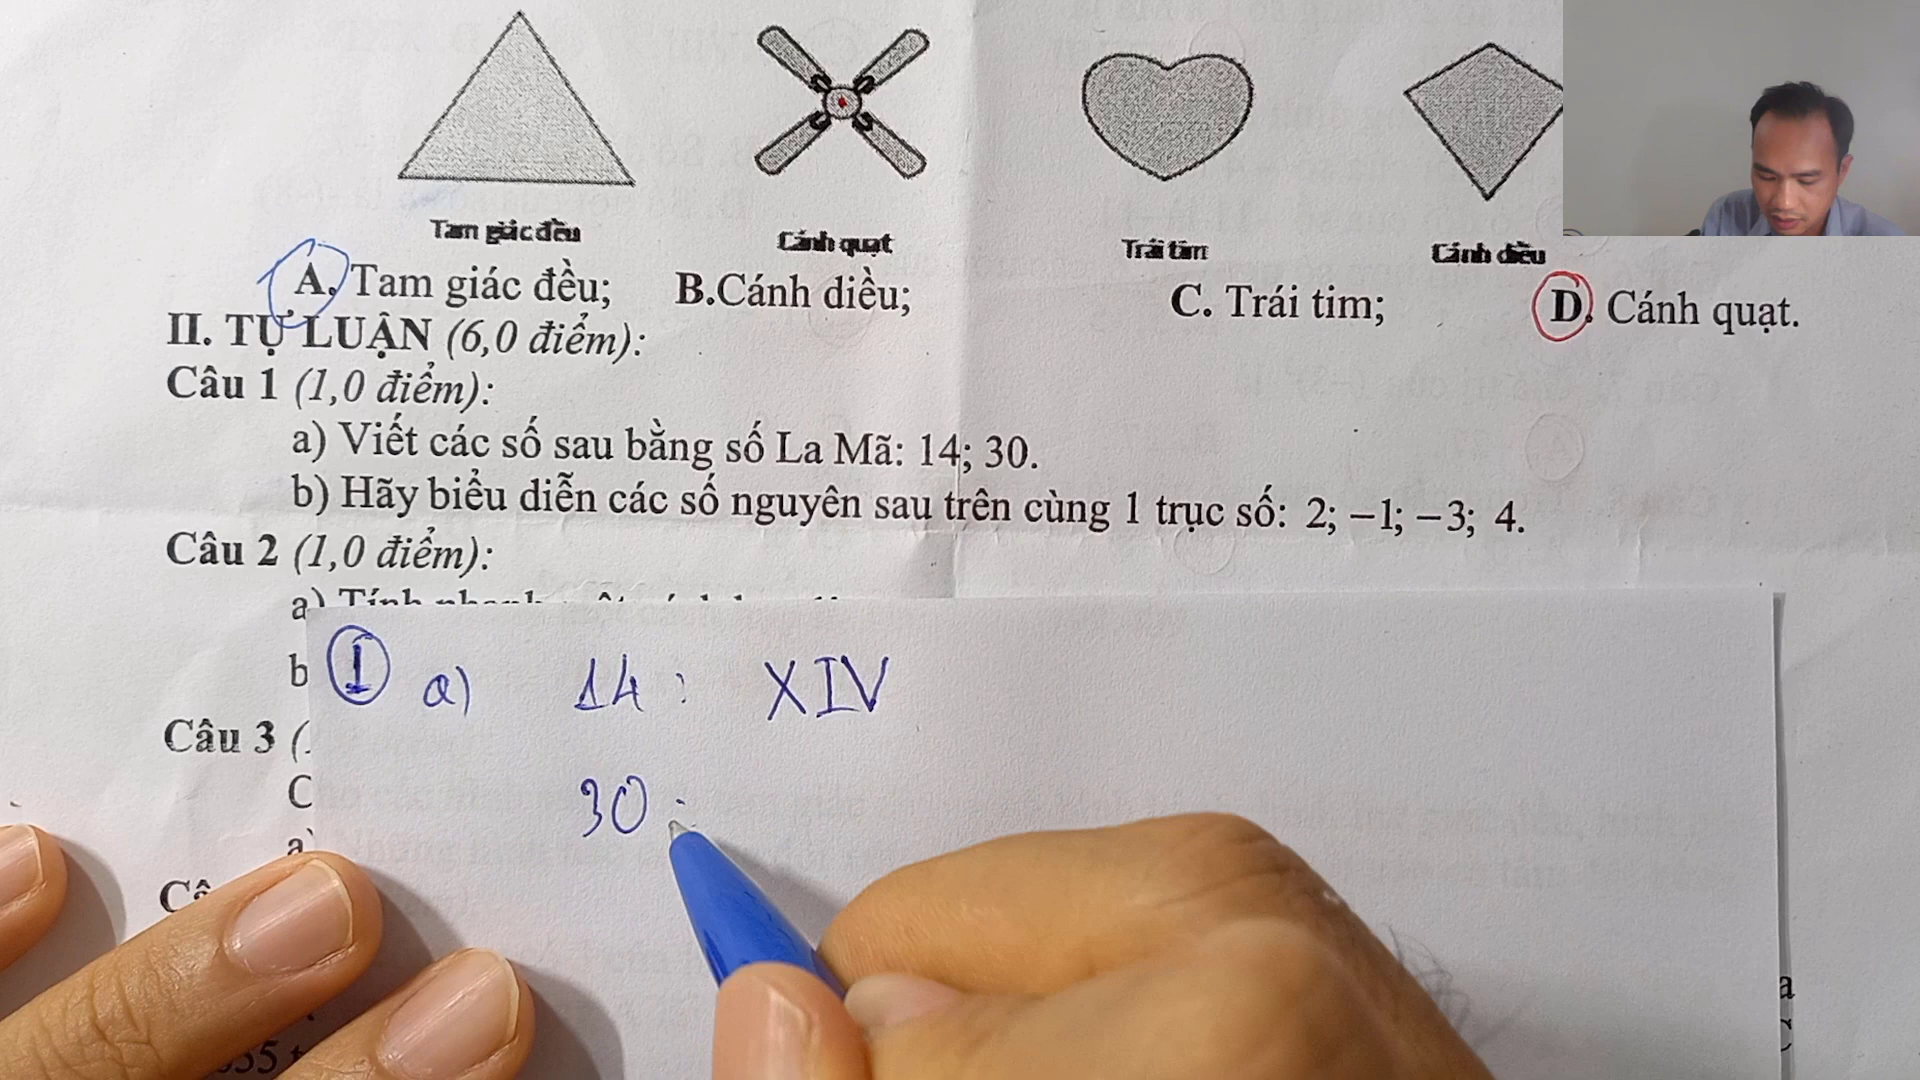 Tam giác đều
Cánh quạt
Trái tim
Cánh diều
A. Tam giác đều; B.Cánh diều; C. Trái tim; D. Cánh quạt.
II. TỰ LUẬN (6,0 điểm):
Câu 1 (1,0 điểm):
a) Viết các số sau bằng số La Mã: 14; 30.
b) Hãy biểu diễn các số nguyên sau trên cùng 1 trục số: 2; −1; −3; 4.
Câu 2 (1,0 điểm):
a)
b
I a) 14: XIV
Câu 3 (
30:
C
a